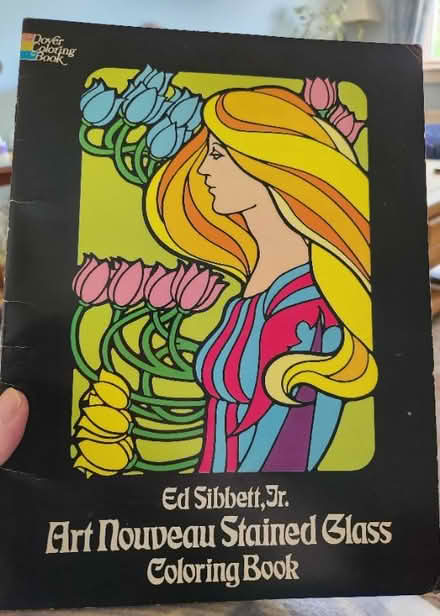 Dover
Coloring
Book
Ed Sibbett, Jr.
Art Nouveau Stained Glass
Coloring Book